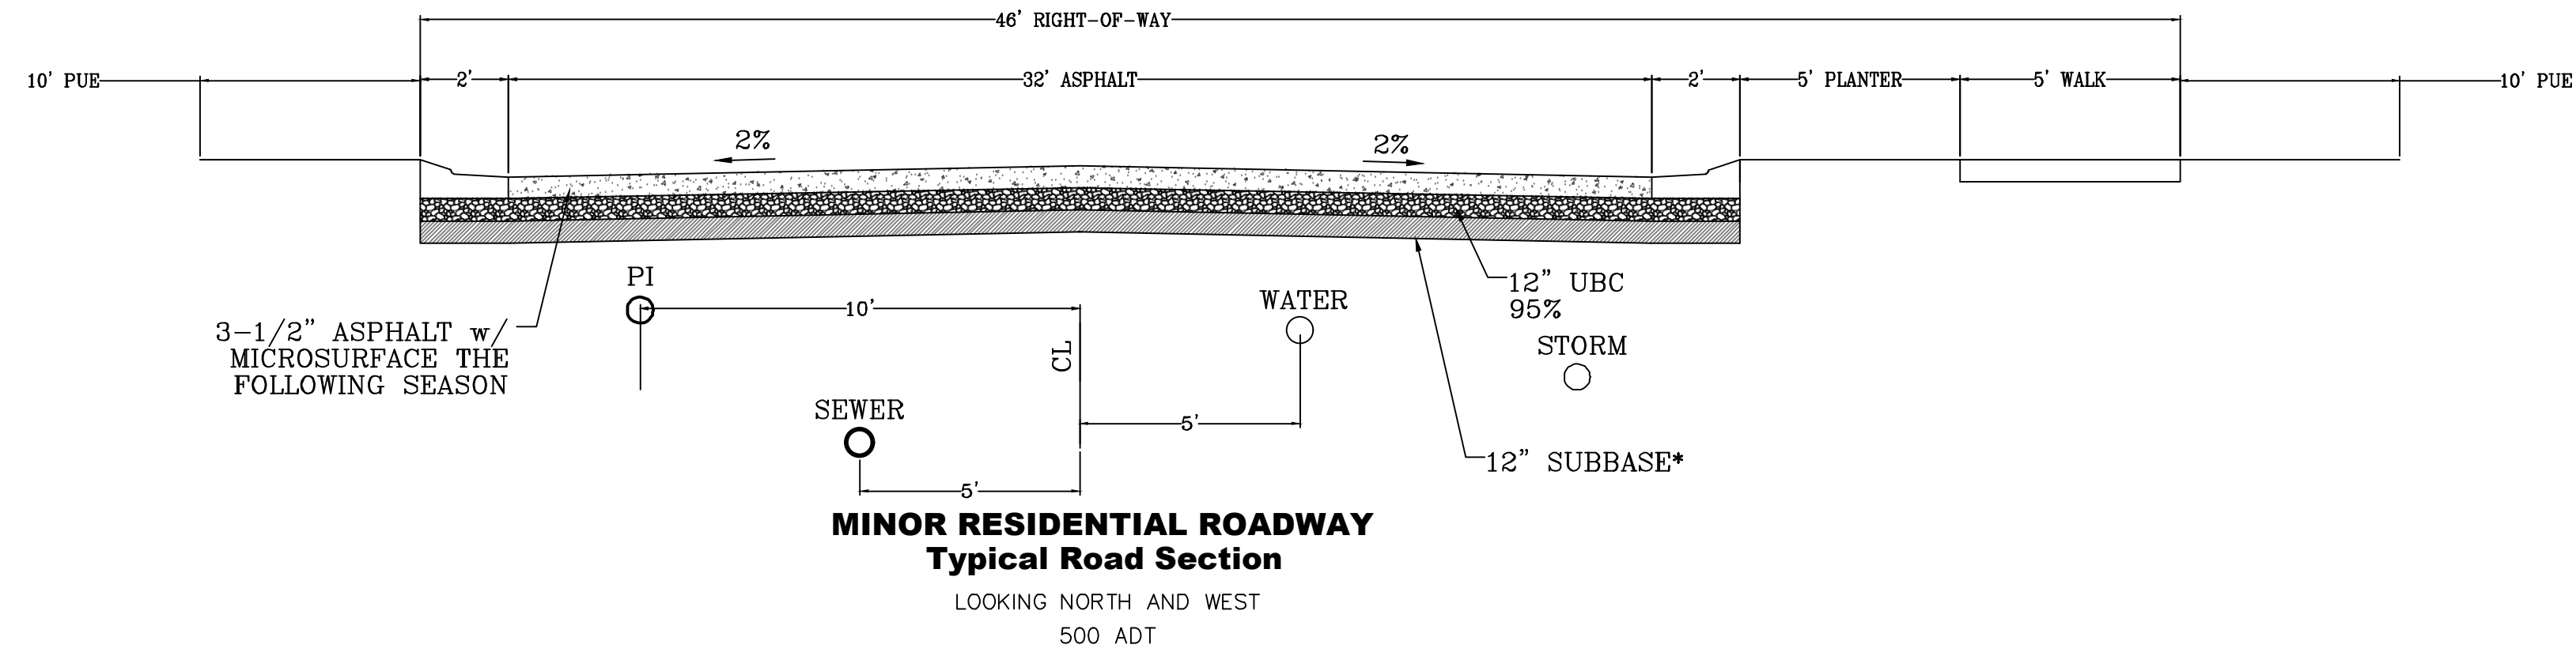 46' RIGHT-OF-WAY
10' PUE
2'
32' ASPHALT
2'
5' PLANTER
5' WALK
10' PUE
2%
2%
PI
10'
CL
WATER
12" UBC
95%
3-1/2" ASPHALT w/
MICROSURFACE THE
FOLLOWING SEASON
STORM
SEWER
5'
12" SUBBASE*
5'
MINOR RESIDENTIAL ROADWAY
Typical Road Section
LOOKING NORTH AND WEST
500 ADT